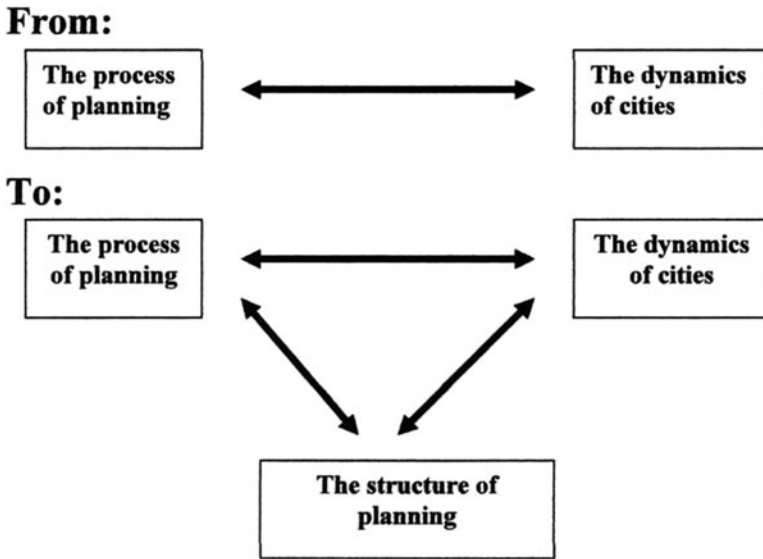 From:
The process
of planning
The dynamics
of cities
To:
The process
of planning
The dynamics
of cities
The structure of
planning